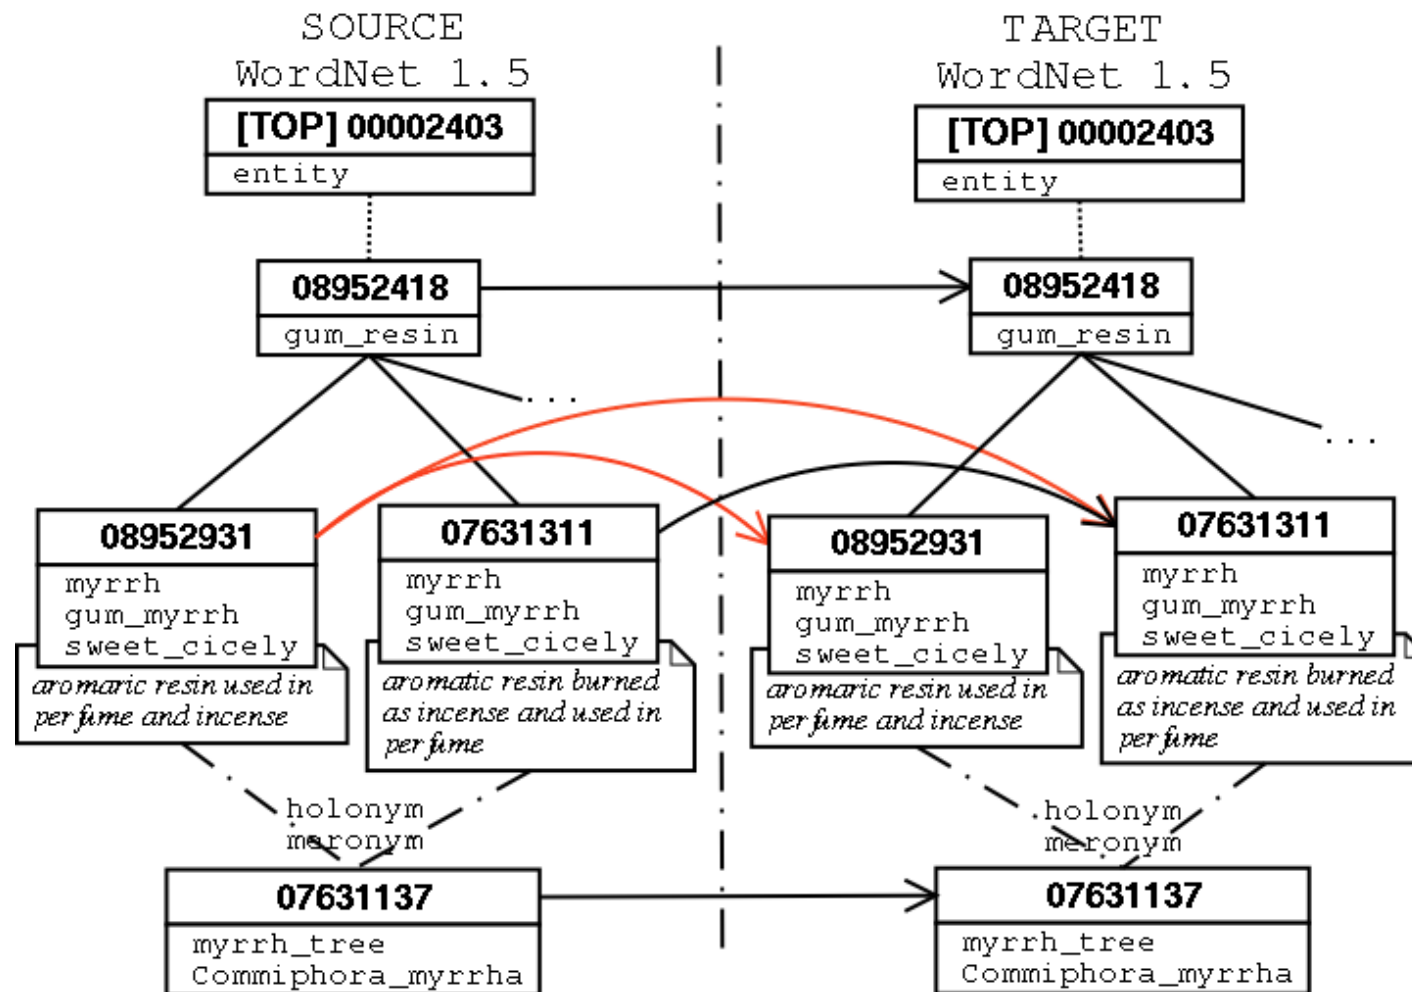 SOURCE
WordNet 1.5
[TOP] 00002403
entity
08952418
gum_resin
...
08952931
myrrh
gum_myrrh
sweet_cicely
aromaric resin used in
perfume and incense
07631311
myrrh
gum_myrrh
sweet_cicely
aromatic resin burned
as incense and used in
perfume
holonym
meronym
07631137
myrrh_tree
Commiphora_myrrha
TARGET
WordNet 1.5
[TOP] 00002403
entity
08952418
gum_resin
...
08952931
myrrh
gum_myrrh
sweet_cicely
aromaric resin used in
perfume and incense
07631311
myrrh
gum_myrrh
sweet_cicely
aromatic resin burned
as incense and used in
perfume
holonym
meronym
07631137
myrrh_tree
Commiphora_myrrha